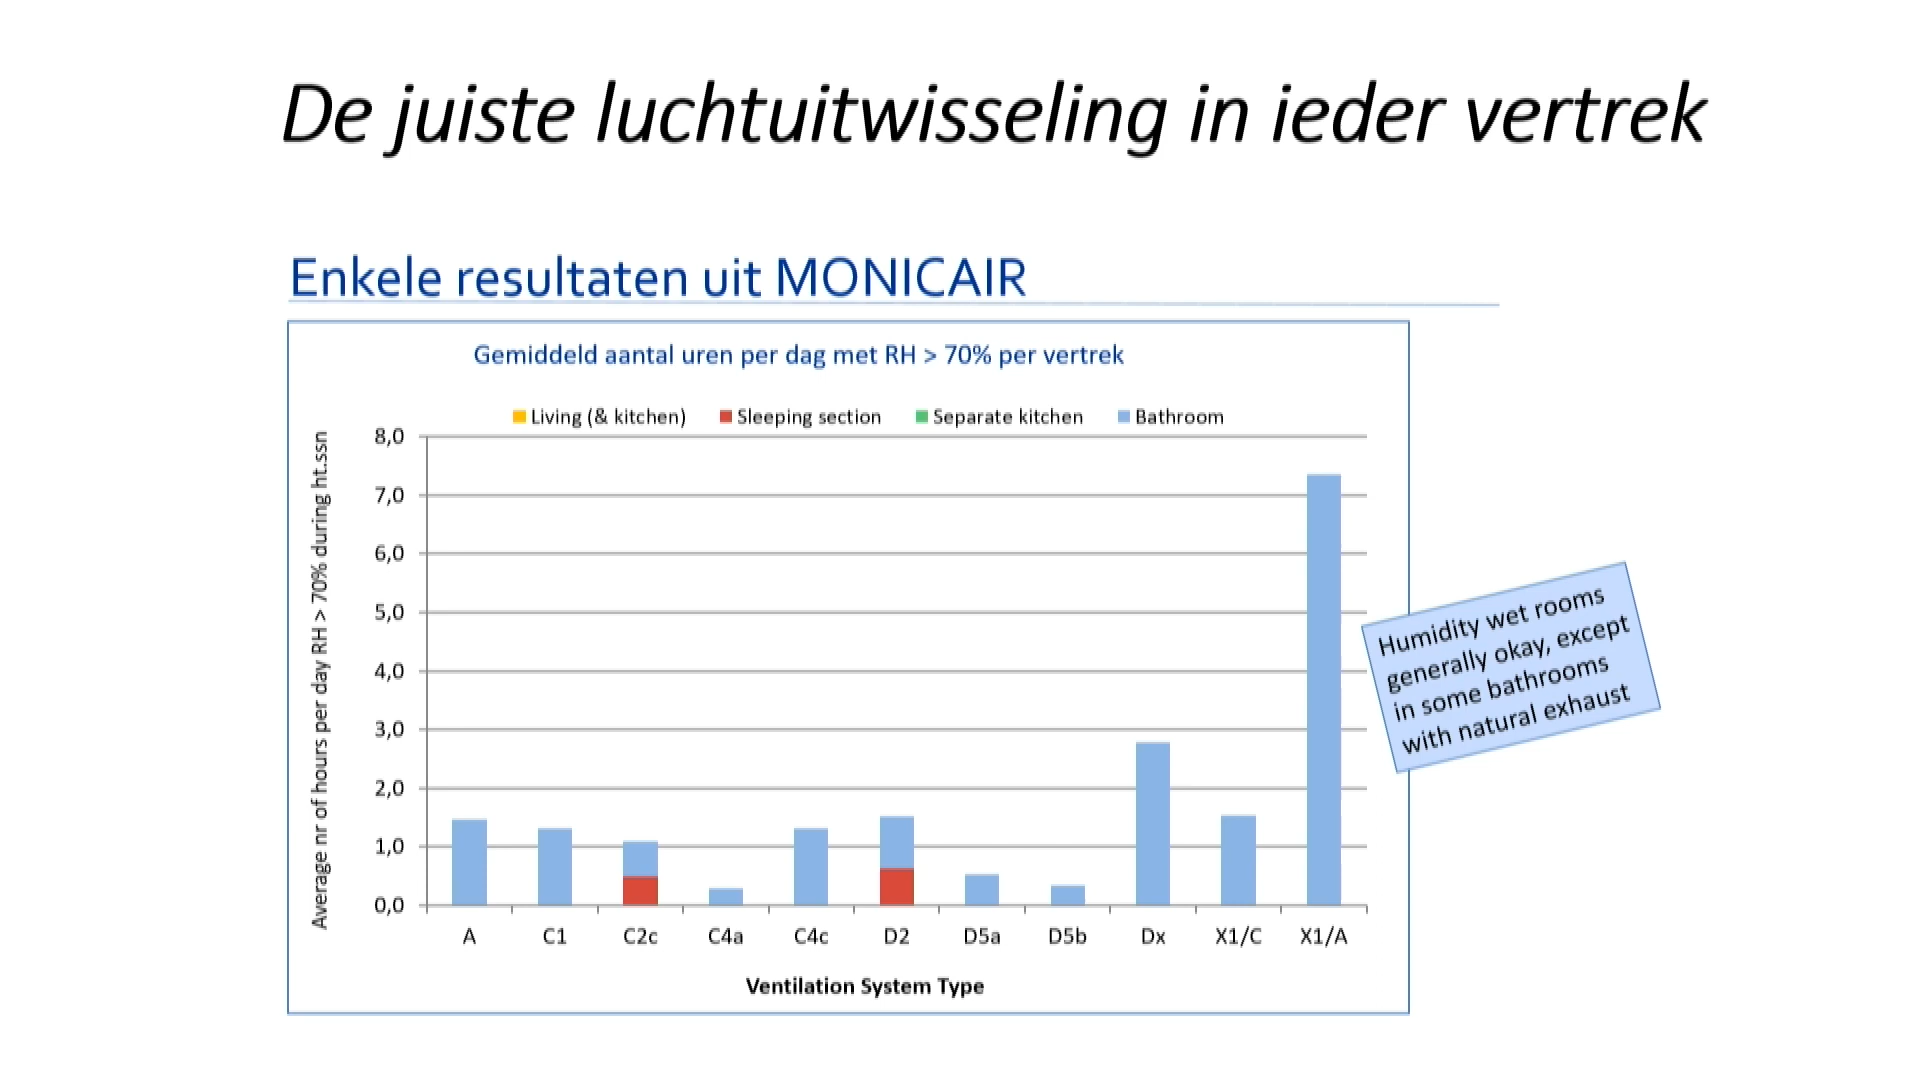 De juiste luchtuitwisseling in ieder vertrek
Enkele resultaten uit MONICAIR
Gemiddeld aantal uren per dag met RH > 70% per vertrek
Living (& kitchen) Sleeping section Separate kitchen Bathroom
Average nr of hours per day RH > 70% during ht.ssn
8,0
7,0
6,0
5,0
4,0
3,0
2,0
1,0
0,0
A C1 C2c C4a C4c D2 D5a D5b Dx X1/C X1/A
Ventilation System Type
Humidity wet rooms
generally okay, except
in some bathrooms
with natural exhaust